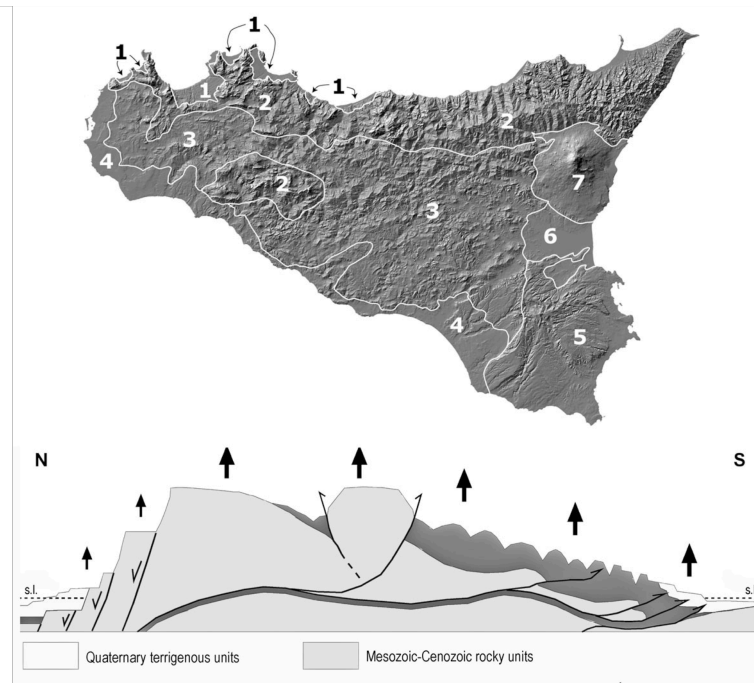 1
1
1
1
2
2
3
4
2
7
3
6
4
5
N
S
s.l.
s.l
Quaternary terrigenous units
Mesozoic-Cenozoic rocky units